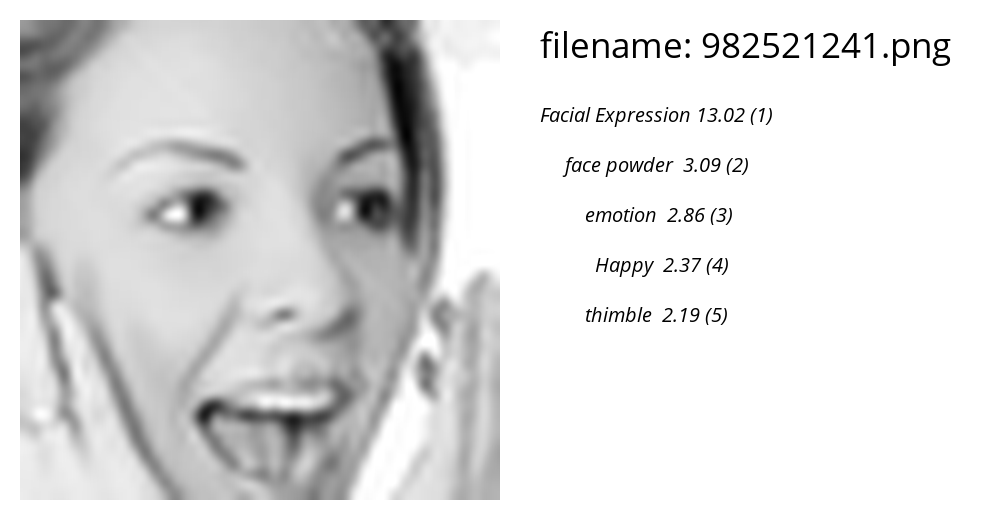 filename: 982521241.png
Facial Expression 13.02 (1)
face powder 3.09 (2)
emotion 2.86 (3)
Happy 2.37 (4)
thimble 2.19 (5)